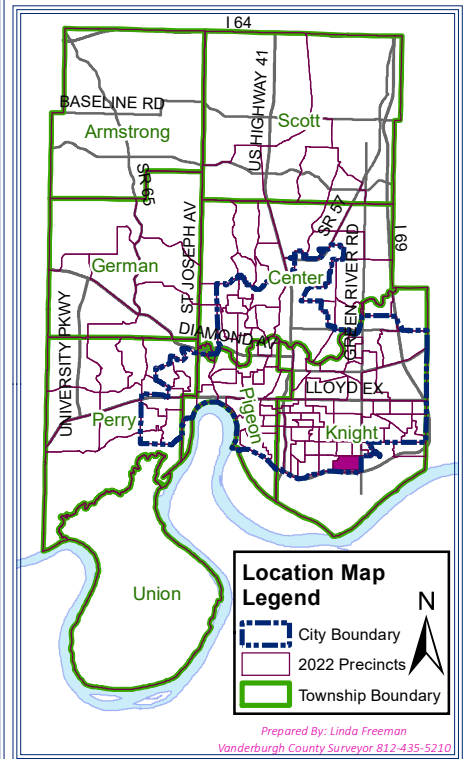 I 64
US HIGHWAY 41
BASELINE RD
Scott
Armstrong
SR 65
ST JOSEPH AV
SR 57
GREEN RIVER RD
I 69
German
Center
UNIVERSITY PKWY
DIAMOND AV
LLOYD EX
Perry
Pigeon
Knight
Union
Location Map
Legend
N
City Boundary
2022 Precincts
Township Boundary
Prepared By: Linda Freeman
Vanderburgh County Surveyor 812-435-5210